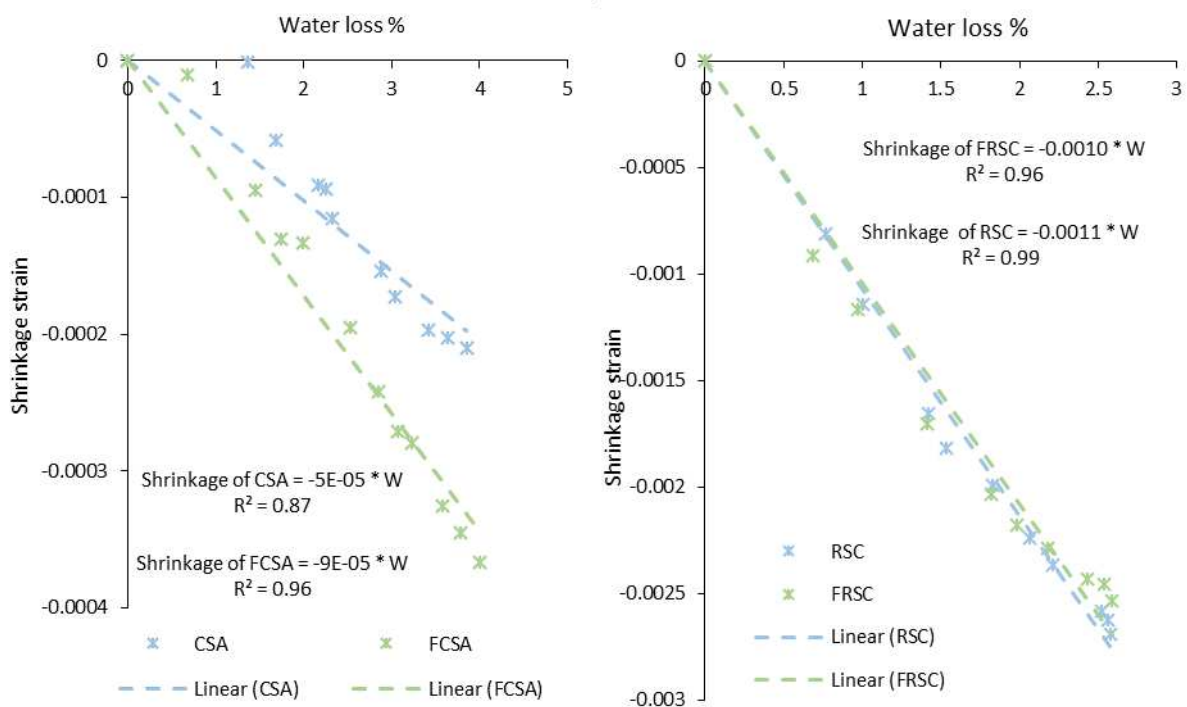 Water loss %
0
0 1 2 3 4 5
-0.0001
-0.0002
-0.0003
-0.0004
Shrinkage strain
Shrinkage of CSA = -5E-05 * W
R² = 0.87
Shrinkage of FCSA = -9E-05 * W
R² = 0.96
CSA FCSA
Linear (CSA) Linear (FCSA)
Water loss %
0
0 0.5 1 1.5 2 2.5 3
-0.0005
-0.001
-0.0015
-0.002
-0.0025
-0.003
Shrinkage strain
Shrinkage of FRSC = -0.0010 * W
R² = 0.96
Shrinkage of RSC = -0.0011 * W
R² = 0.99
RSC
FRSC
Linear (RSC)
Linear (FRSC)